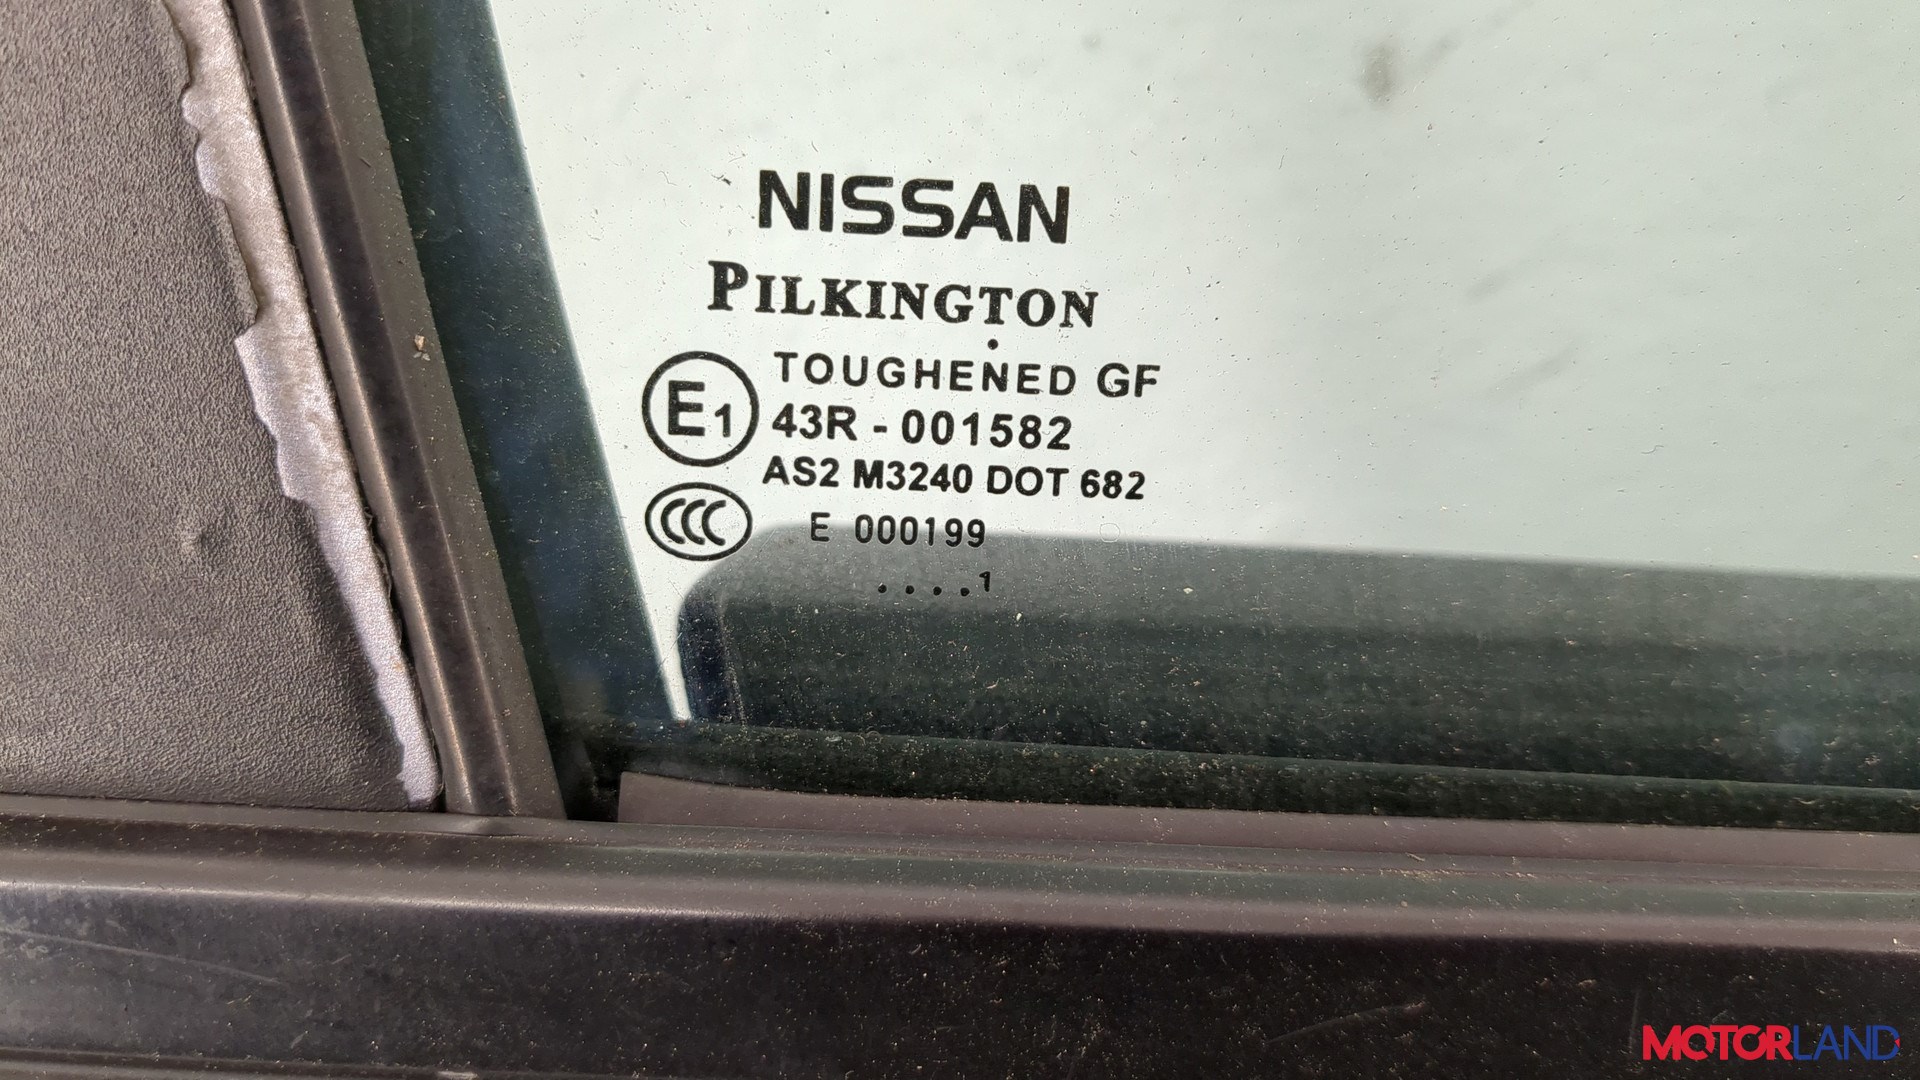 NISSAN
PILKINGTON
TOUGHENED GF
E1 43R - 001582
AS2 M3240 DOT 682
CCC E 000199
....1
MOTORLAND